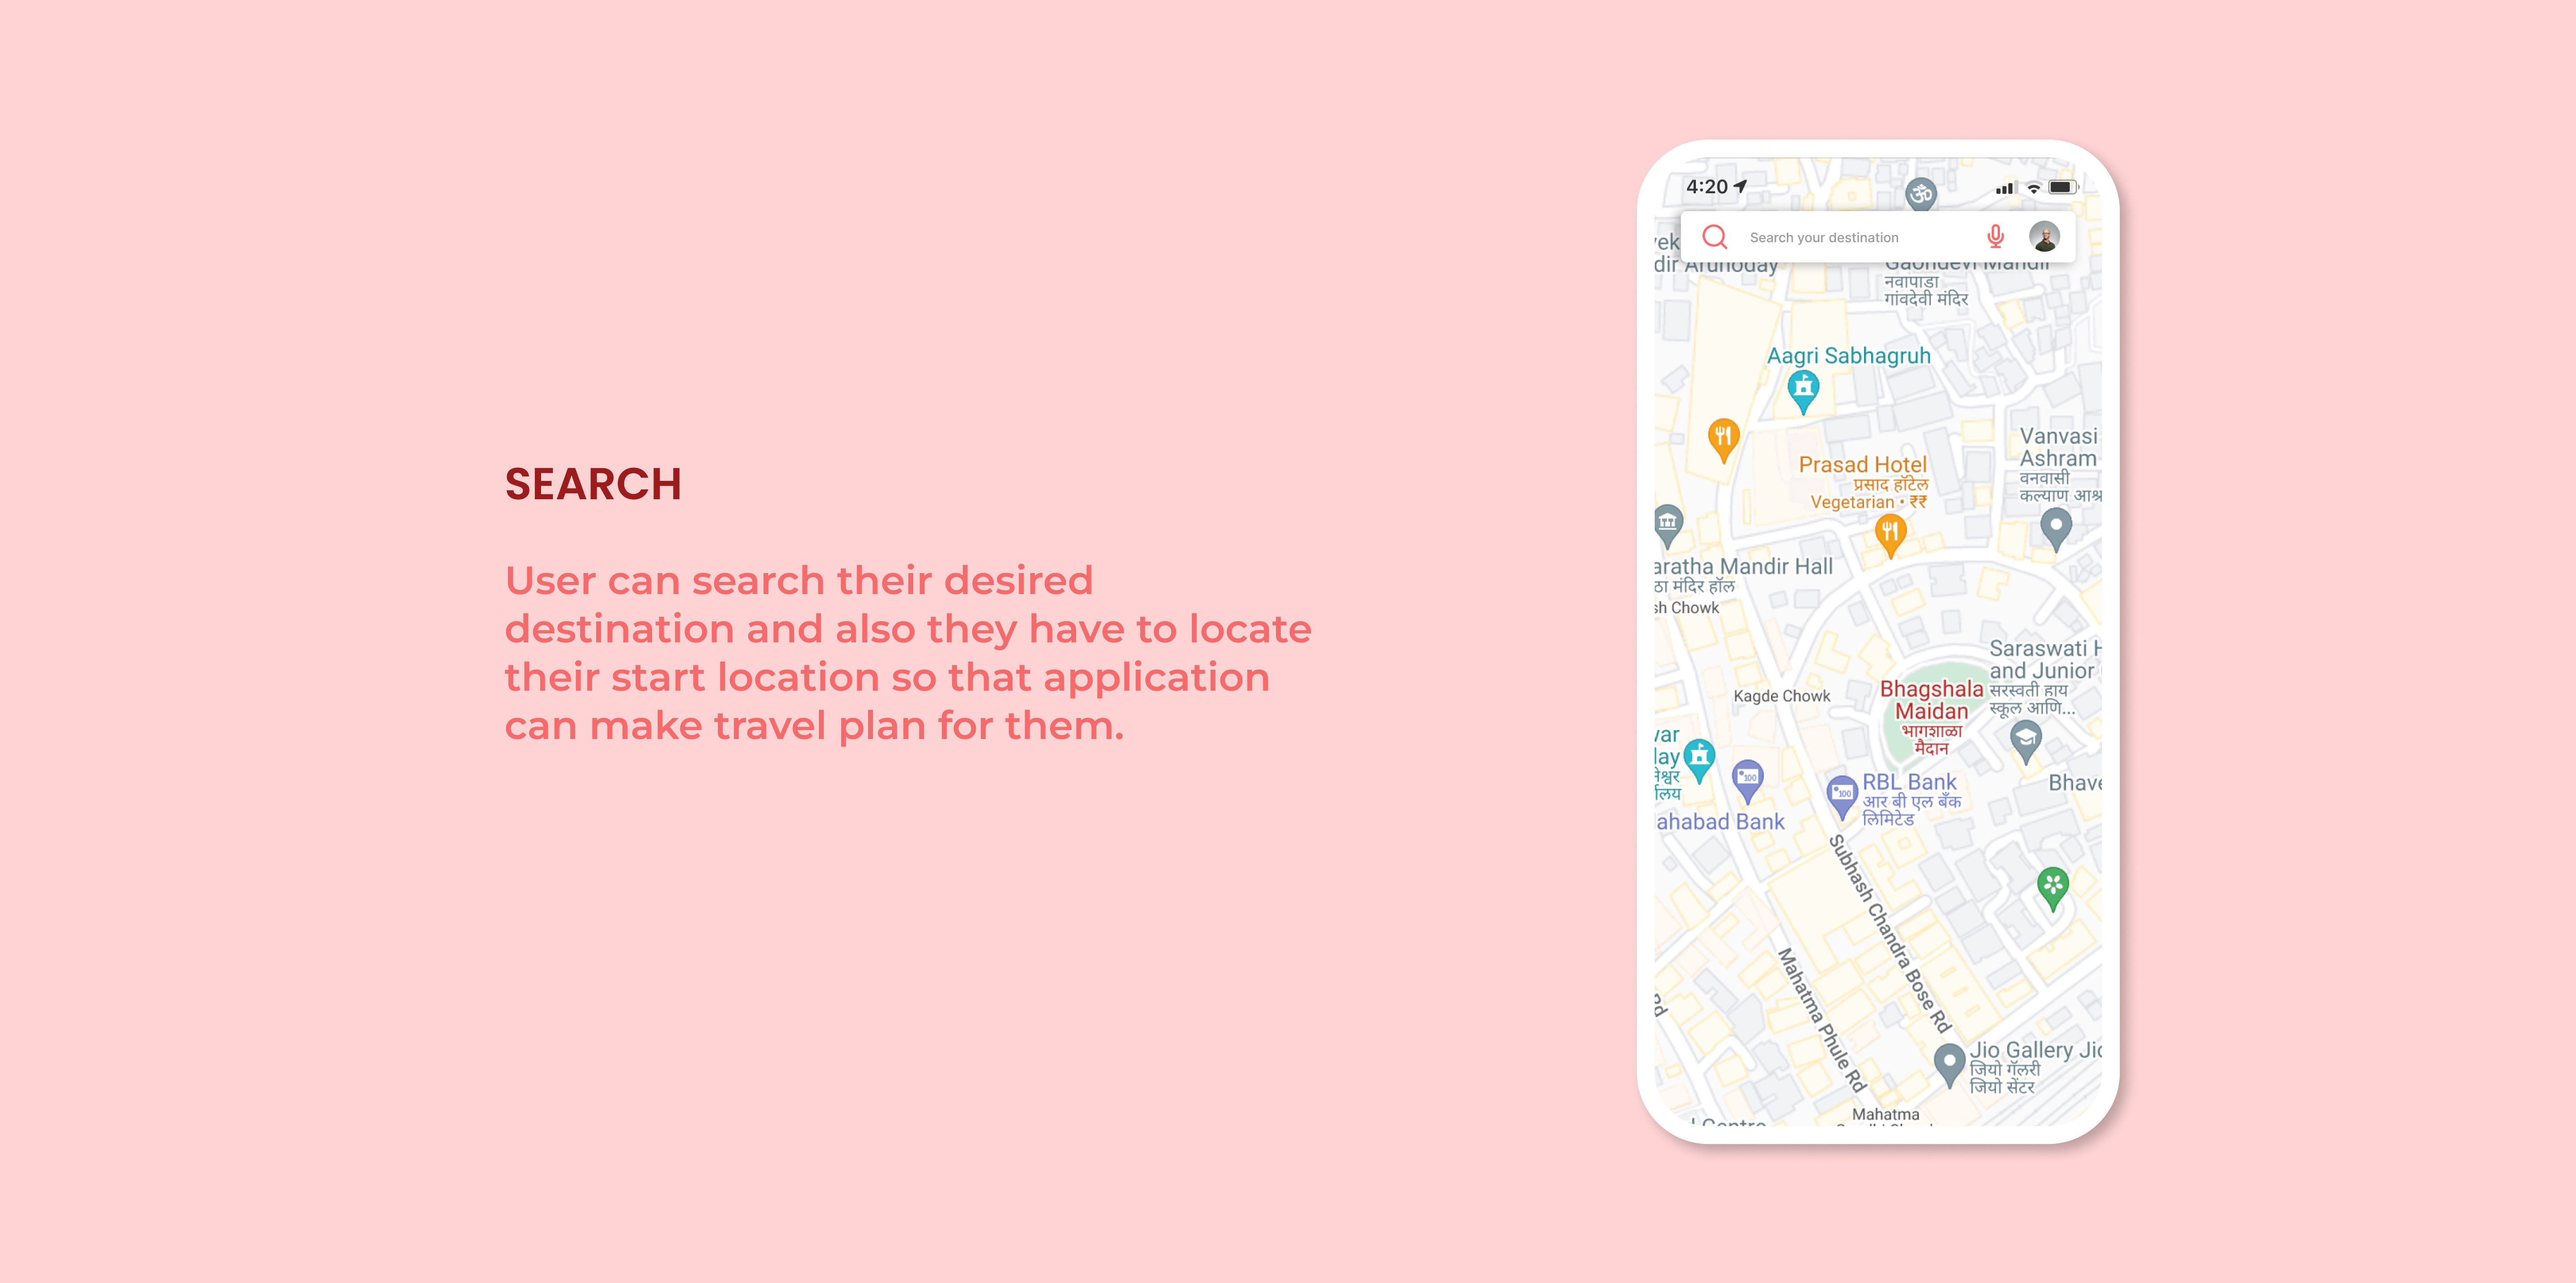 SEARCH
User can search their desired
destination and also they have to locate
their start location so that application
can make travel plan for them.
4:20
Search your destination
dir Arunoday
Gaondevi Mandir
नवापाडा
गांवदेवी मंदिर
Aagri Sabhagruh
Vanvasi
Ashram
वनवासी
कल्याण आश्र
Prasad Hotel
प्रसाद हॉटेल
Vegetarian • ₹₹
aratha Mandir Hall
ठा मंदिर हॉल
sh Chowk
Saraswati H
and Junior
सरस्वती हाय
स्कूल आणि...
Kagde Chowk
Bhagshala
Maidan
भागशाळा
मैदान
var
lay
नेश्वर
लिय
100
100
RBL Bank
आर बी एल बँक
लिमिटेड
Bhave
ahabad Bank
Subhash Chandra Bose Rd
Mahatma Phule Rd
Rd
Jio Gallery Jio
जियो गॅलरी
जियो सेंटर
Mahatma